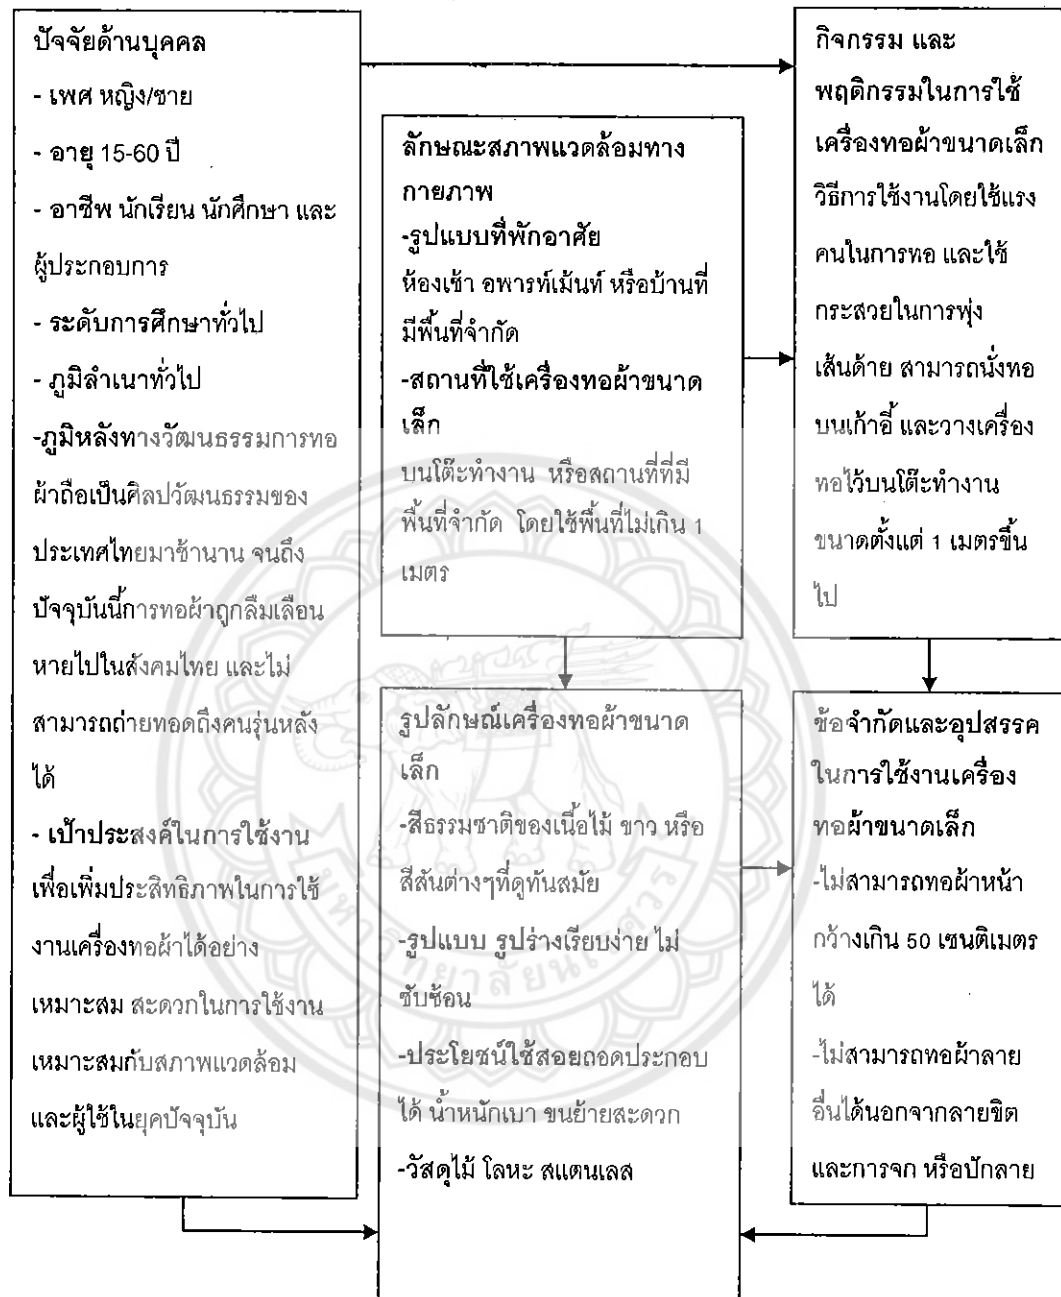 ปัจจัยด้านบุคคล
- เพศ หญิง/ชาย
- อายุ 15-60 ปี
- อาชีพ นักเรียน นักศึกษา และ
ผู้ประกอบการ
- ระดับการศึกษาทั่วไป
- ภูมิลำเนาทั่วไป
-ภูมิหลังทางวัฒนธรรมการทอ
ผ้าถือเป็นศิลปวัฒนธรรมของ
ประเทศไทยมาช้านาน จนถึง
ปัจจุบันนี้การทอผ้าถูกลืมเลือน
หายไปในสังคมไทย และไม่
สามารถถ่ายทอดถึงคนรุ่นหลัง
ได้
- เป้าประสงค์ในการใช้งาน
เพื่อเพิ่มประสิทธิภาพในการใช้
งานเครื่องทอผ้าได้อย่าง
เหมาะสม สะดวกในการใช้งาน
เหมาะสมกับสภาพแวดล้อม
และผู้ใช้ในยุคปัจจุบัน
ลักษณะสภาพแวดล้อมทาง
กายภาพ
-รูปแบบที่พักอาศัย
ห้องเช้า อพารท์เม้นท์ หรือบ้านที่
มีพื้นที่จำกัด
-สถานที่ใช้เครื่องทอผ้าขนาด
เล็ก
บนโต๊ะทำงาน หรือสถานที่ที่มี
พื้นที่จำกัด โดยใช้พื้นที่ไม่เกิน 1
เมตร
รูปลักษณ์เครื่องทอผ้าขนาด
เล็ก
-สีธรรมชาติของเนื้อไม้ ขาว หรือ
สีสันต่างๆที่ดูทันสมัย
-รูปแบบ รูปร่างเรียบง่าย ไม่
ซับซ้อน
-ประโยชน์ใช้สอยถอดประกอบ
ได้ น้ำหนักเบา ขนย้ายสะดวก
-วัสดุไม้ โลหะ สแตนเลส
กิจกรรม และ
พฤติกรรมในการใช้
เครื่องทอผ้าขนาดเล็ก
วิธีการใช้งานโดยใช้แรง
คนในการทอ และใช้
กระสวยในการพุ่ง
เส้นด้าย สามารถนั่งทอ
บนเก้าอี้ และวางเครื่อง
ทอไว้บนโต๊ะทำงาน
ขนาดตั้งแต่ 1 เมตรขึ้น
ไป
ข้อจำกัดและอุปสรรค
ในการใช้งานเครื่อง
ทอผ้าขนาดเล็ก
-ไม่สามารถทอผ้าหน้า
กว้างเกิน 50 เซนติเมตร
ได้
-ไม่สามารถทอผ้าลาย
อื่นได้นอกจากลายขิต
และการจก หรือปักลาย
มหาวิทยาลัยนเรศวร